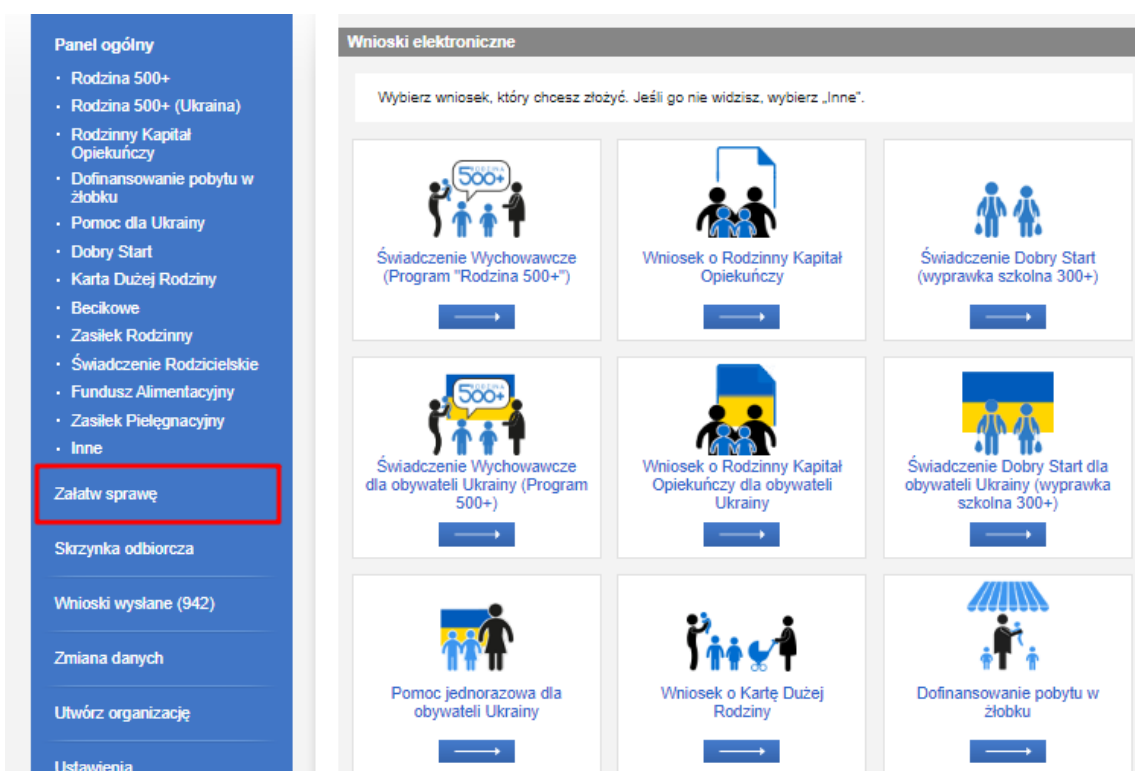 Panel ogólny
Rodzina 500+
Rodzina 500+ (Ukraina)
Rodzinny Kapitał
Opiekuńczy
Dofinansowanie pobytu w
żłobku
Pomoc dla Ukrainy
Dobry Start
Karta Dużej Rodziny
Becikowe
Zasiłek Rodzinny
Świadczenie Rodzicielskie
Fundusz Alimentacyjny
Zasiłek Pielęgnacyjny
Inne
Załatw sprawę
Skrzynka odbiorcza
Wnioski wysłane (942)
Zmiana danych
Utwórz organizację
Ustawienia
Wnioski elektroniczne
Wybierz wniosek, który chcesz złożyć. Jeśli go nie widzisz, wybierz „Inne”.
RODZINA
500+
Świadczenie Wychowawcze
(Program "Rodzina 500+")
Wniosek o Rodzinny Kapitał
Opiekuńczy
Świadczenie Dobry Start
(wyprawka szkolna 300+)
RODZINA
500+
Świadczenie Wychowawcze
dla obywateli Ukrainy (Program
500+)
Wniosek o Rodzinny Kapitał
Opiekuńczy dla obywateli
Ukrainy
Świadczenie Dobry Start dla
obywateli Ukrainy (wyprawka
szkolna 300+)
Pomoc jednorazowa dla
obywateli Ukrainy
Wniosek o Kartę Dużej
Rodziny
Dofinansowanie pobytu w
żłobku